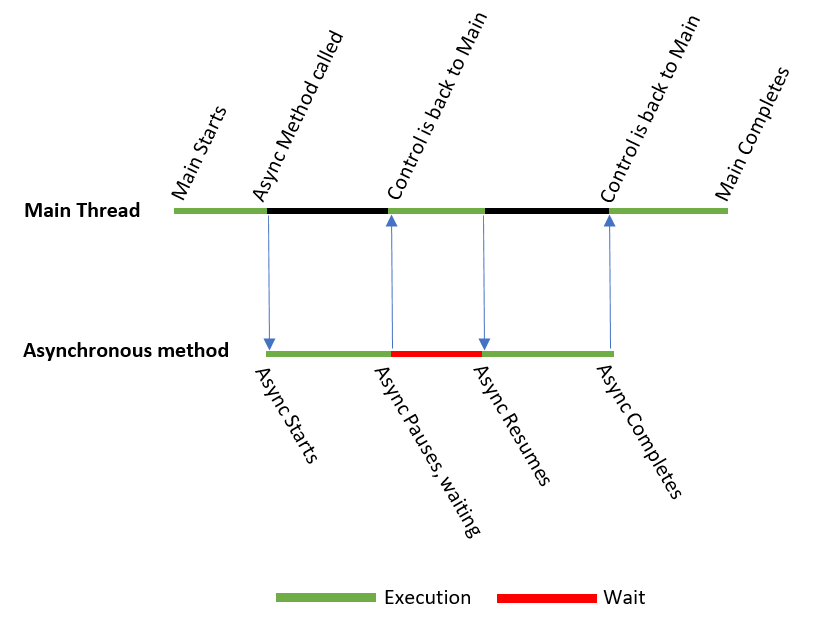 Main Starts
Async Method called
Control is back to Main
Control is back to Main
Main Completes
Main Thread
Asynchronous method
Async Starts
Async Pauses, waiting
Async Resumes
Async Completes
Execution
Wait